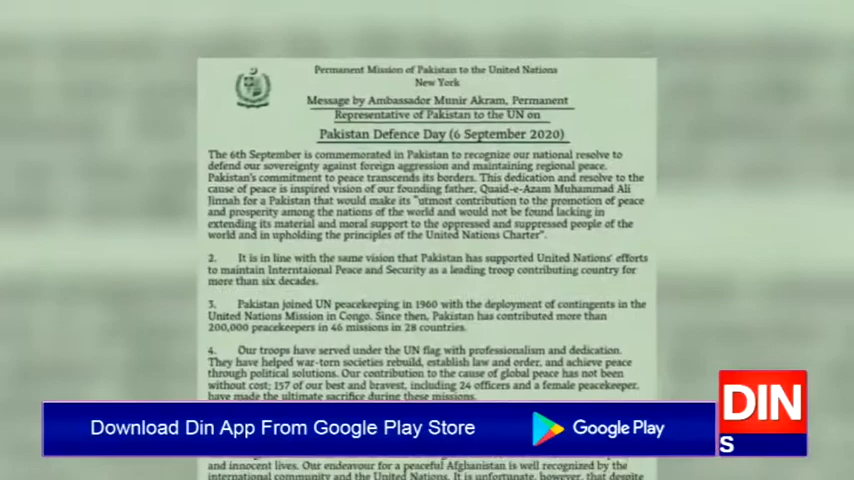 Permanent Mission of Pakistan to the United Nations
New York
Message by Ambassador Munir Akram, Permanent
Representative of Pakistan to the UN on
Pakistan Defence Day (6 September 2020)
The 6th September is commemorated in Pakistan to recognize our national resolve to
defend our sovereignty against foreign aggression and maintaining regional peace.
Pakistan's commitment to peace transcends its borders. This dedication and resolve to the
cause of peace is inspired vision of our founding father, Quaid-e-Azam Muhammad Ali
Jinnah for a Pakistan that would make its "utmost contribution to the promotion of peace
and prosperity among the nations of the world and would not be found lacking in
extending its material and moral support to the oppressed and suppressed people of the
world and in upholding the principles of the United Nations Charter".
2. It is in line with the same vision that Pakistan has supported United Nations' efforts
to maintain Interntaional Peace and Security as a leading troop contributing country for
more than six decades.
3. Pakistan joined UN peacekeeping in 1960 with the deployment of contingents in the
United Nations Mission in Congo. Since then, Pakistan has contributed more than
200,000 peacekeepers in 46 missions in 28 countries.
4. Our troops have served under the UN flag with professionalism and dedication.
They have helped war-torn societies rebuild, establish law and order, and achieve peace
through political solutions. Our contribution to the cause of global peace has not been
without cost; 157 of our best and bravest, including 24 officers and a female peacekeeper,
have made the ultimate sacrifice during these missions.
Download Din App From Google Play Store
Google Play
DIN
S
and innocent lives. Our endeavour for a peaceful Afghanistan is well recognized by the
international community and the United Nations. It is unfortunate, however, that despite